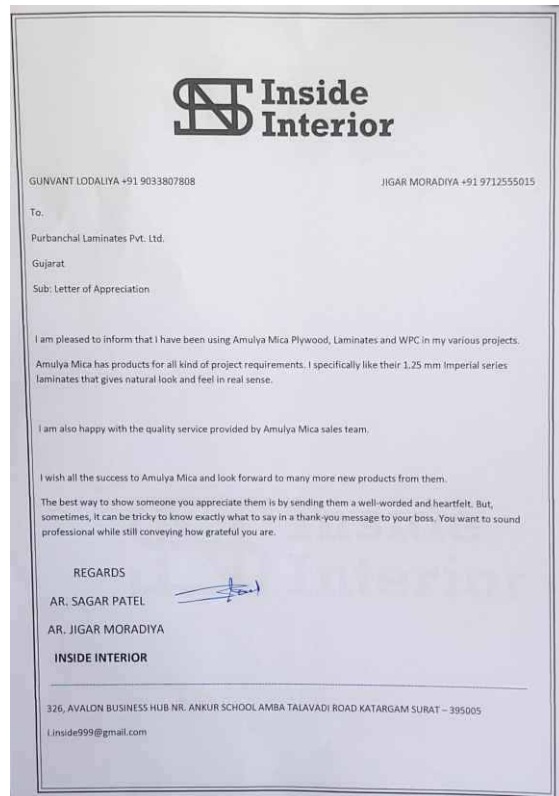 Inside
Interior
GUNVANT LODALIYA +91 9033807808
JIGAR MORADIYA +91 9712555015
To.
Purbanchal Laminates Pvt. Ltd.
Gujarat
Sub: Letter of Appreciation
I am pleased to inform that I have been using Amulya Mica Plywood, Laminates and WPC in my various projects.
Amulya Mica has products for all kind of project requirements. I specifically like their 1.25 mm Imperial series
laminates that gives natural look and feel in real sense.
I am also happy with the quality service provided by Amulya Mica sales team.
I wish all the success to Amulya Mica and look forward to many more new products from them.
The best way to show someone you appreciate them is by sending them a well-worded and heartfelt. But,
sometimes, it can be tricky to know exactly what to say in a thank-you message to your boss. You want to sound
professional while still conveying how grateful you are.
REGARDS
AR. SAGAR PATEL
AR. JIGAR MORADIYA
INSIDE INTERIOR
326, AVALON BUSINESS HUB NR. ANKUR SCHOOL AMBA TALAVADI ROAD KATARGAM SURAT – 395005
i.inside999@gmail.com